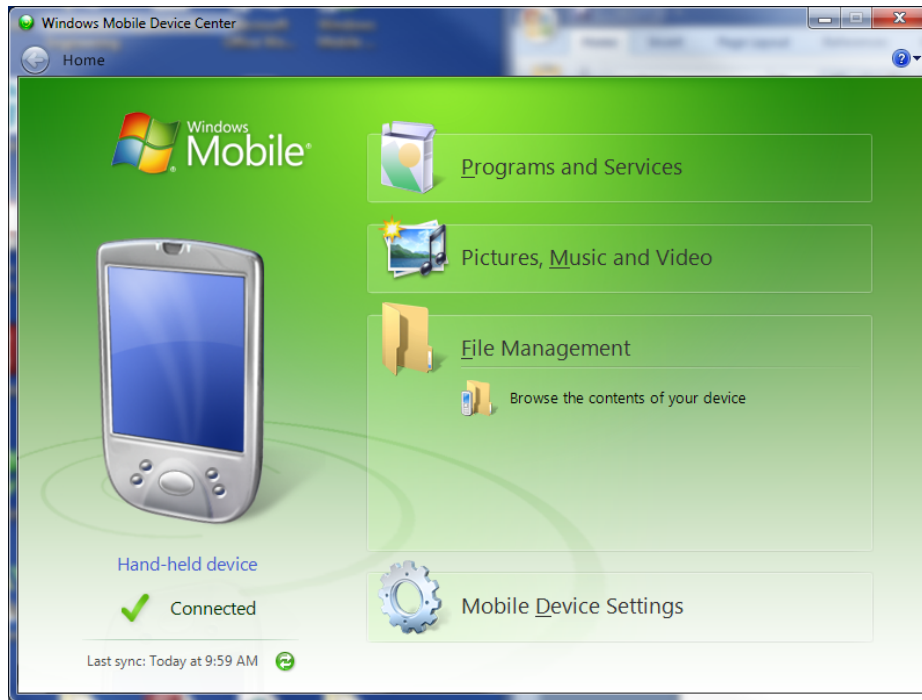 Windows Mobile Device Center
Home
Windows
Mobile®
Programs and Services
Pictures, Music and Video
File Management
Browse the contents of your device
Hand-held device
Connected
Mobile Device Settings
Last sync: Today at 9:59 AM